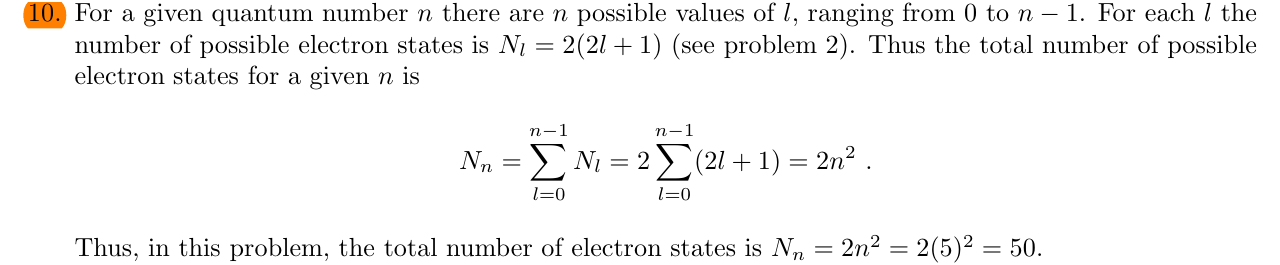 10. For a given quantum number n there are n possible values of l, ranging from 0 to n − 1. For each l the
number of possible electron states is N_l = 2(2l + 1) (see problem 2). Thus the total number of possible
electron states for a given n is
N_n = \sum_{l=0}^{n−1} N_l = 2 \sum_{l=0}^{n−1} (2l + 1) = 2n^2 .
Thus, in this problem, the total number of electron states is N_n = 2n^2 = 2(5)^2 = 50.